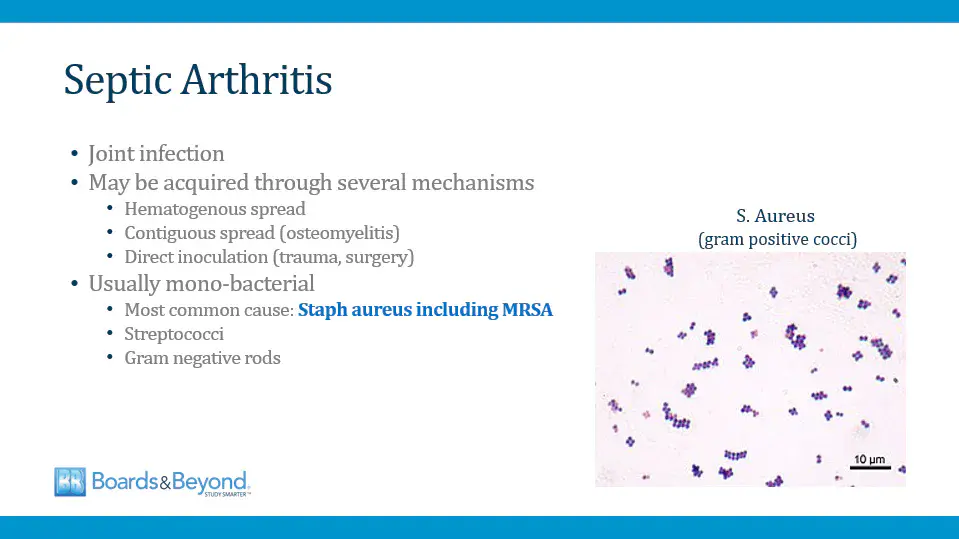 Septic Arthritis
• Joint infection
• May be acquired through several mechanisms
• Hematogenous spread
• Contiguous spread (osteomyelitis)
• Direct inoculation (trauma, surgery)
• Usually mono-bacterial
• Most common cause: Staph aureus including MRSA
• Streptococci
• Gram negative rods
S. Aureus
(gram positive cocci)
10 µm
BB Boards&Beyond.
STUDY SMARTER™